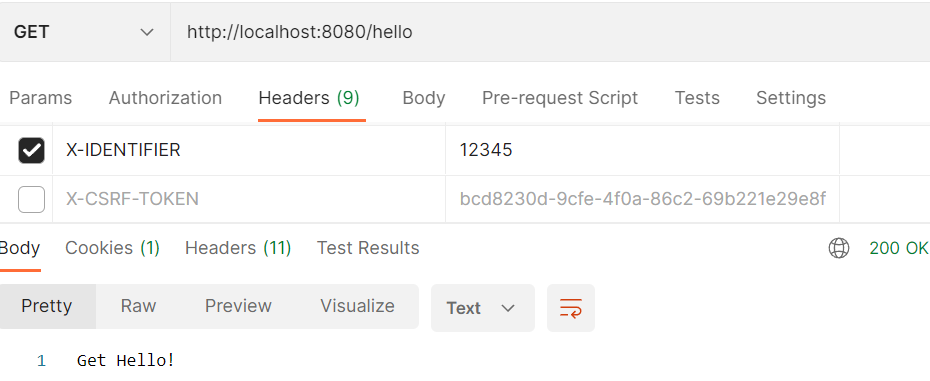 GET http://localhost:8080/hello
Params Authorization Headers (9) Body Pre-request Script Tests Settings
X-IDENTIFIER 12345
X-CSRF-TOKEN bcd8230d-9cfe-4f0a-86c2-69b221e29e8f
Body Cookies (1) Headers (11) Test Results 200 OK
Pretty Raw Preview Visualize Text
1 Get Hello!